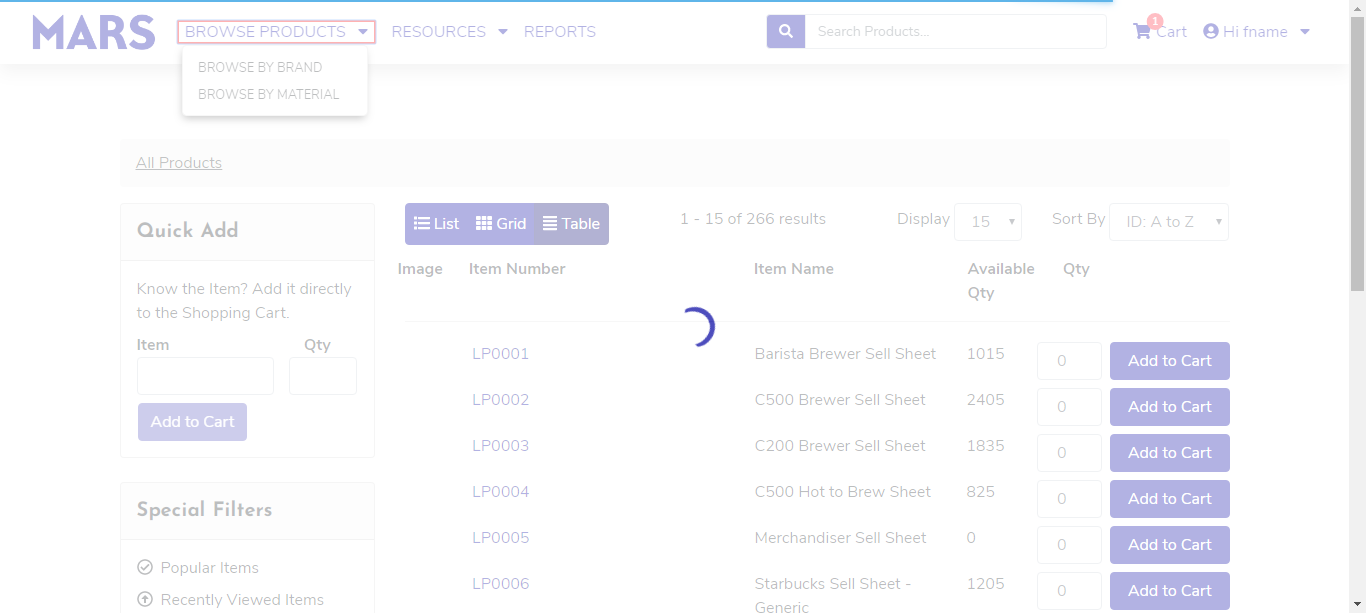 MARS
BROWSE PRODUCTS
RESOURCES
REPORTS
Search Products...
1
Cart
Hi fname
BROWSE BY BRAND
BROWSE BY MATERIAL
All Products
Quick Add
Know the Item? Add it directly
to the Shopping Cart.
Item Qty
Add to Cart
Special Filters
Popular Items
Recently Viewed Items
List Grid Table
1 - 15 of 266 results
Display 15
Sort By ID: A to Z
Image Item Number Item Name Available Qty
Qty
LP0001 Barista Brewer Sell Sheet 1015 0 Add to Cart
LP0002 C500 Brewer Sell Sheet 2405 0 Add to Cart
LP0003 C200 Brewer Sell Sheet 1835 0 Add to Cart
LP0004 C500 Hot to Brew Sheet 825 0 Add to Cart
LP0005 Merchandiser Sell Sheet 0 0 Add to Cart
LP0006 Starbucks Sell Sheet - 1205 0 Add to Cart
Generic